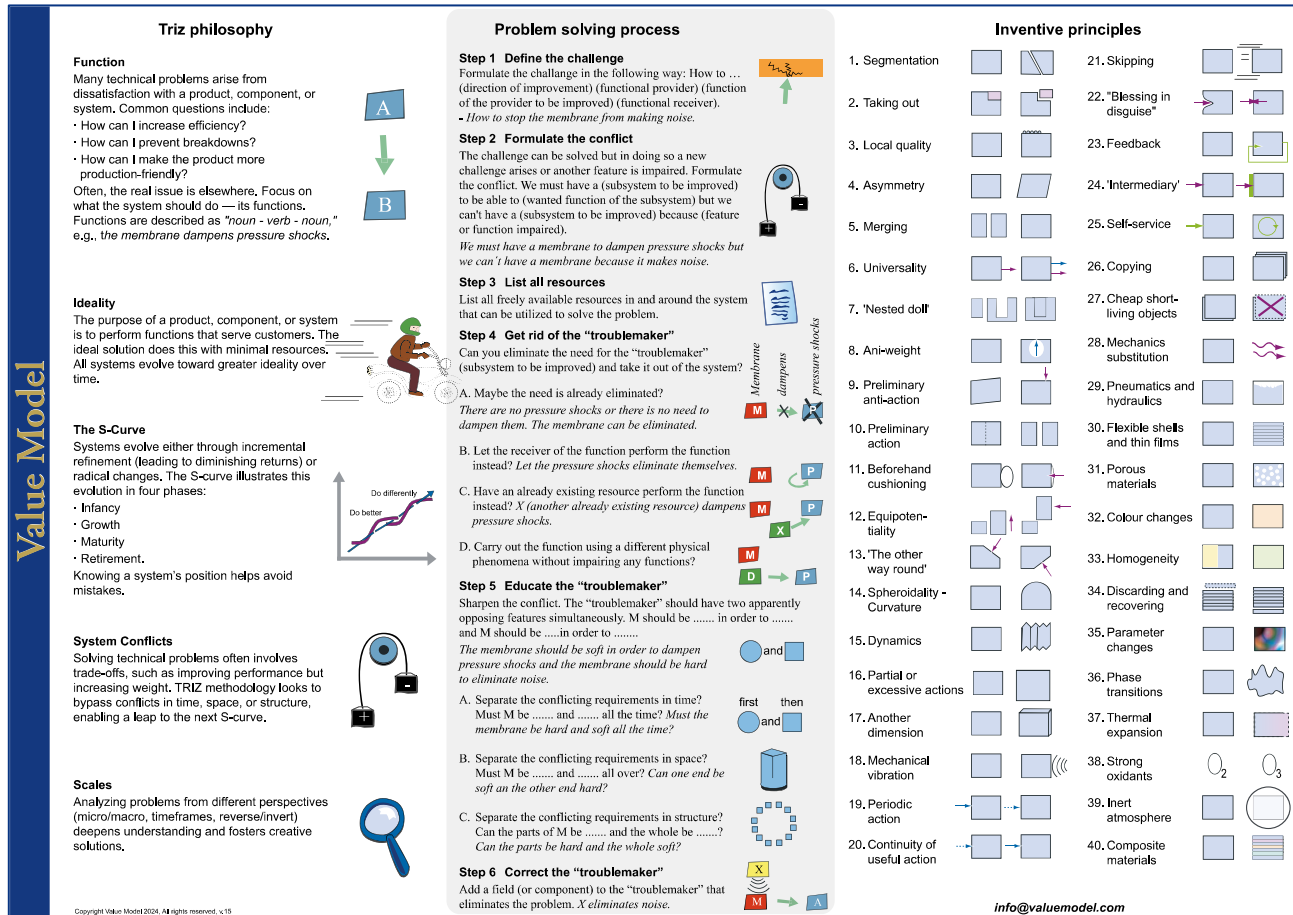 Value Model
Triz philosophy
Function
Many technical problems arise from
dissatisfaction with a product, component, or
system. Common questions include:
· How can I increase efficiency?
· How can I prevent breakdowns?
· How can I make the product more
production-friendly?
Often, the real issue is elsewhere. Focus on
what the system should do — its functions.
Functions are described as "noun - verb - noun,"
e.g., the membrane dampens pressure shocks.
A
B
Ideality
The purpose of a product, component, or system
is to perform functions that serve customers. The
ideal solution does this with minimal resources.
All systems evolve toward greater ideality over
time.
The S-Curve
Systems evolve either through incremental
refinement (leading to diminishing returns) or
radical changes. The S-curve illustrates this
evolution in four phases:
· Infancy
· Growth
· Maturity
· Retirement.
Knowing a system's position helps avoid
mistakes.
Do differently
Do better
System Conflicts
Solving technical problems often involves
trade-offs, such as improving performance but
increasing weight. TRIZ methodology looks to
bypass conflicts in time, space, or structure,
enabling a leap to the next S-curve.
-
+
Scales
Analyzing problems from different perspectives
(micro/macro, timeframes, reverse/invert)
deepens understanding and fosters creative
solutions.
Copyright Value Model 2024, All rights reserved, v.15
Problem solving process
Step 1 Define the challenge
Formulate the challange in the following way: How to …
(direction of improvement) (functional provider) (function
of the provider to be improved) (functional receiver).
- How to stop the membrane from making noise.
Step 2 Formulate the conflict
The challenge can be solved but in doing so a new
challenge arises or another feature is impaired. Formulate
the conflict. We must have a (subsystem to be improved)
to be able to (wanted function of the subsystem) but we
can't have a (subsystem to be improved) because (feature
or function impaired).
We must have a membrane to dampen pressure shocks but
we can´t have a membrane because it makes noise.
-
+
Step 3 List all resources
List all freely available resources in and around the system
that can be utilized to solve the problem.
Step 4 Get rid of the “troublemaker”
Can you eliminate the need for the “troublemaker”
(subsystem to be improved) and take it out of the system?
Membrane
dampens
pressure shocks
A. Maybe the need is already eliminated?
There are no pressure shocks or there is no need to
dampen them. The membrane can be eliminated.
M
P
B. Let the receiver of the function perform the function
instead? Let the pressure shocks eliminate themselves.
M
P
C. Have an already existing resource perform the function
instead? X (another already existing resource) dampens
pressure shocks.
M
P
X
D. Carry out the function using a different physical
phenomena without impairing any functions?
M
D
P
Step 5 Educate the “troublemaker”
Sharpen the conflict. The “troublemaker” should have two apparently
opposing features simultaneously. M should be ....... in order to .......
and M should be .....in order to ........
The membrane should be soft in order to dampen
pressure shocks and the membrane should be hard
to eliminate noise.
and
A. Separate the conflicting requirements in time?
Must M be ....... and ....... all the time? Must the
membrane be hard and soft all the time?
first then
and
B. Separate the conflicting requirements in space?
Must M be ....... and ....... all over? Can one end be
soft an the other end hard?
C. Separate the conflicting requirements in structure?
Can the parts of M be ....... and the whole be .......?
Can the parts be hard and the whole soft?
Step 6 Correct the “troublemaker”
Add a field (or component) to the “troublemaker” that
eliminates the problem. X eliminates noise.
X
M
A
Inventive principles
1. Segmentation
2. Taking out
3. Local quality
4. Asymmetry
5. Merging
6. Universality
7. 'Nested doll'
8. Ani-weight
9. Preliminary
anti-action
10. Preliminary
action
11. Beforehand
cushioning
12. Equipoten-
tiality
13. 'The other
way round'
14. Spheroidality -
Curvature
15. Dynamics
16. Partial or
excessive actions
17. Another
dimension
18. Mechanical
vibration
19. Periodic
action
20. Continuity of
useful action
21. Skipping
22. "Blessing in
disguise"
23. Feedback
24. 'Intermediary'
25. Self-service
26. Copying
27. Cheap short-
living objects
28. Mechanics
substitution
29. Pneumatics and
hydraulics
30. Flexible shells
and thin films
31. Porous
materials
32. Colour changes
33. Homogeneity
34. Discarding and
recovering
35. Parameter
changes
36. Phase
transitions
37. Thermal
expansion
38. Strong
oxidants
O2 O3
39. Inert
atmosphere
40. Composite
materials
info@valuemodel.com